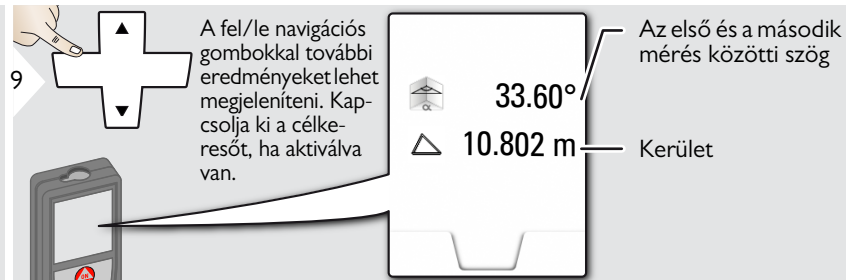 9
A fel/le navigációs
gombokkal további
eredményeket lehet
megjeleníteni. Kap-
csolja ki a célke-
resőt, ha aktiválva
van.
33.60°
α
10.802 m
Az első és a második
mérés közötti szög
Kerület
ON